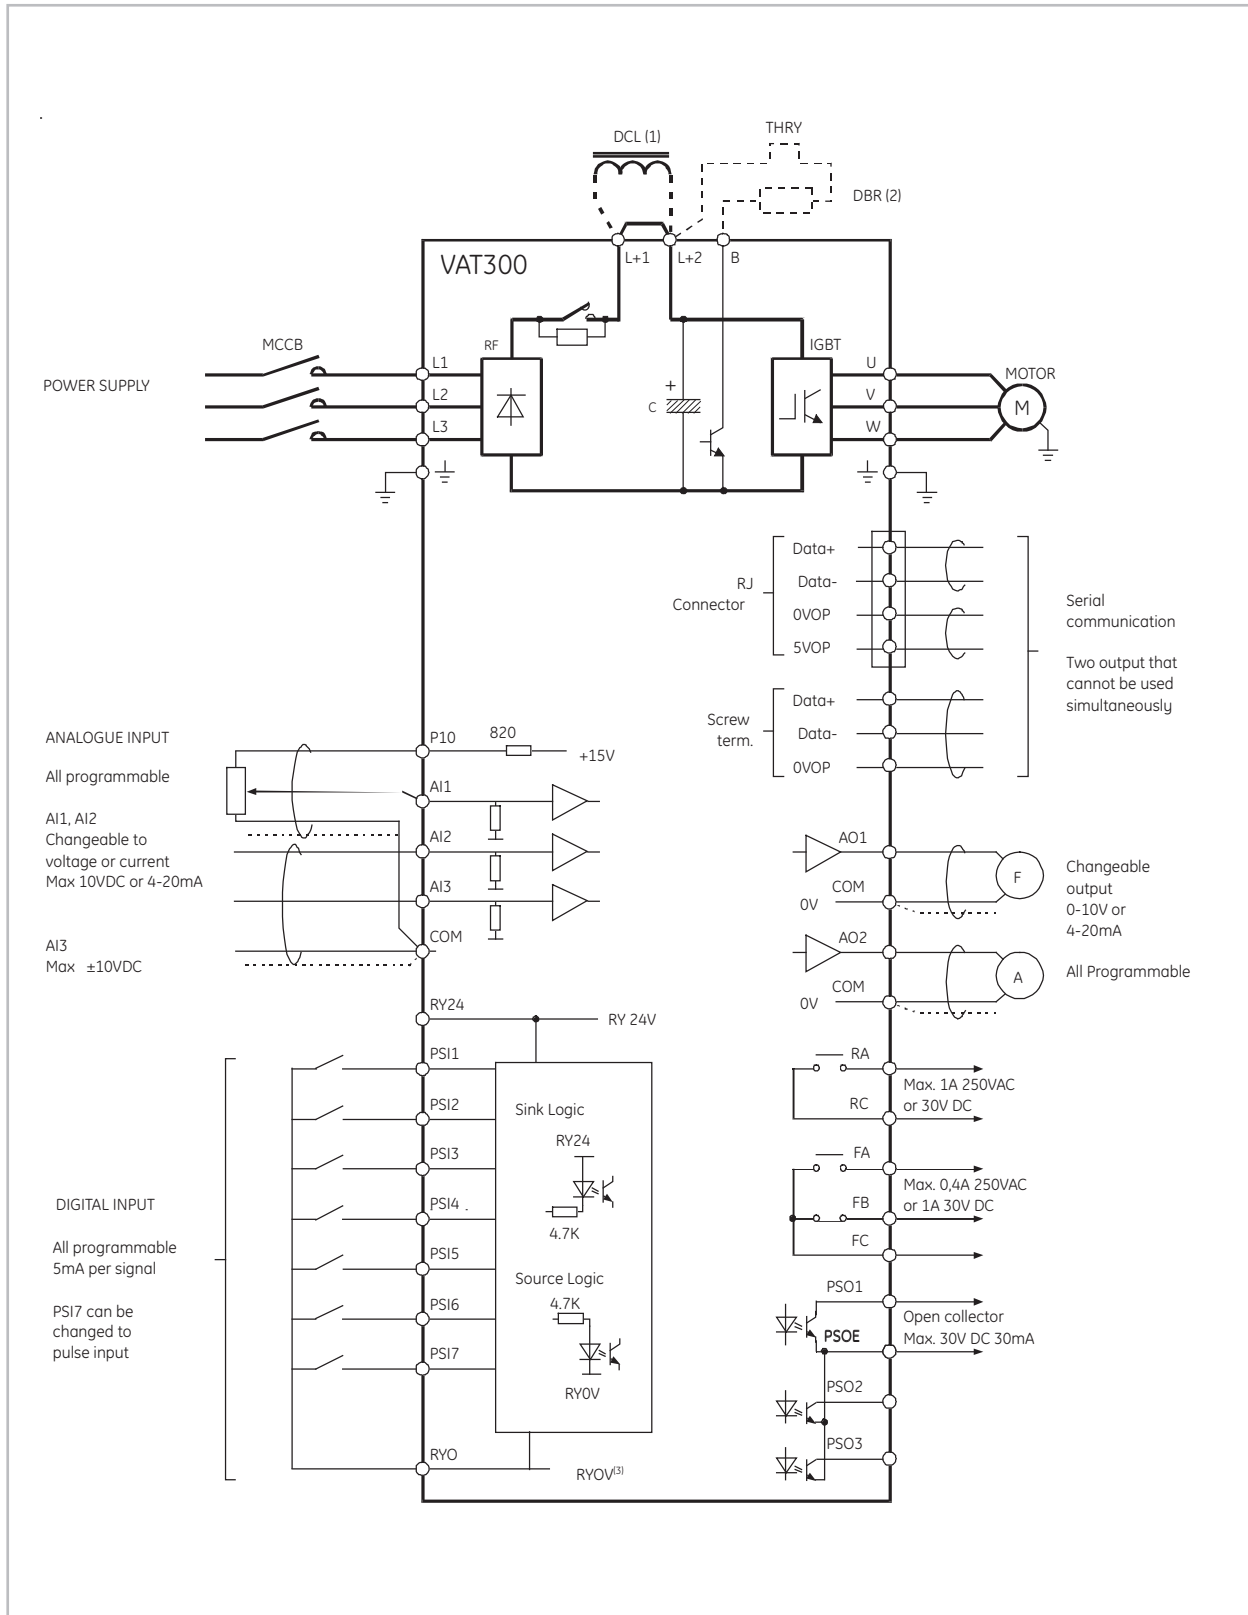 DCL (1)
THRY
DBR (2)
VAT300
L+1
L+2
B
MCCB
RF
IGBT
POWER SUPPLY
L1
L2
L3
+
C
U
V
W
MOTOR
M
RJ
Connector
Data+
Data-
0VOP
5VOP
Screw
term.
Data+
Data-
0VOP
Serial
communication
Two output that
cannot be used
simultaneously
ANALOGUE INPUT
All programmable
AI1, AI2
Changeable to
voltage or current
Max 10VDC or 4-20mA
AI3
Max ±10VDC
P10
820
+15V
AI1
AI2
AI3
COM
AO1
COM
0V
F
AO2
COM
0V
A
Changeable
output
0-10V or
4-20mA
All Programmable
RY24
RY 24V
DIGITAL INPUT
All programmable
5mA per signal
PSI7 can be
changed to
pulse input
PSI1
PSI2
PSI3
PSI4 .
PSI5
PSI6
PSI7
RYO
Sink Logic
RY24
4.7K
Source Logic
4.7K
RY0V
RYOV(3)
RA
RC
Max. 1A 250VAC
or 30V DC
FA
FB
FC
Max. 0,4A 250VAC
or 1A 30V DC
PSO1
PSOE
PSO2
PSO3
Open collector
Max. 30V DC 30mA